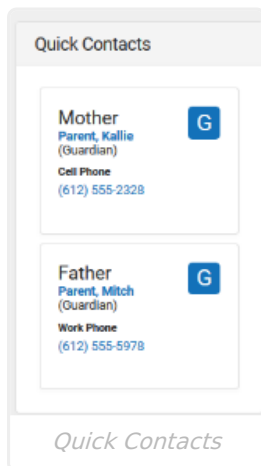 Quick Contacts
Mother
G
Parent, Kallie
(Guardian)
Cell Phone
(612) 555-2328
Father
G
Parent, Mitch
(Guardian)
Work Phone
(612) 555-5978
Quick Contacts